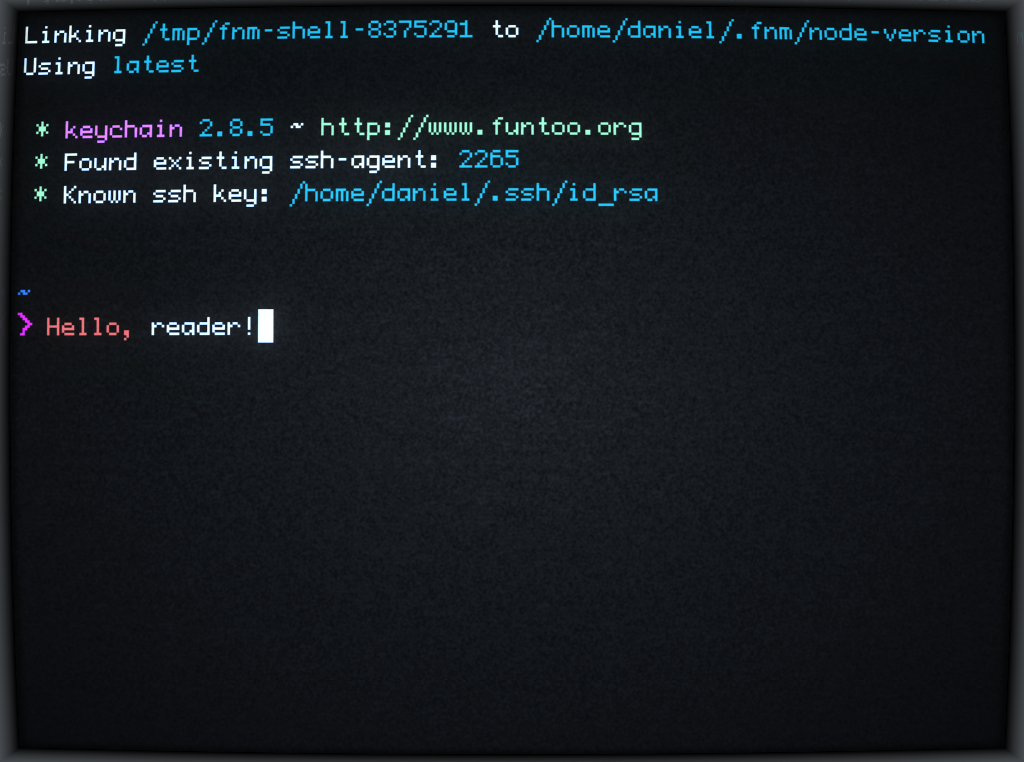 Linking /tmp/fnm-shell-8375291 to /home/daniel/.fnm/node-version
Using latest
* keychain 2.8.5 ~ http://www.funtoo.org
* Found existing ssh-agent: 2265
* Known ssh key: /home/daniel/.ssh/id_rsa
~
> Hello, reader!